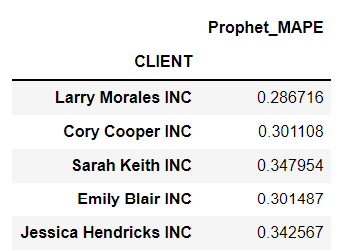 Prophet_MAPE
CLIENT
Larry Morales INC 0.286716
Cory Cooper INC 0.301108
Sarah Keith INC 0.347954
Emily Blair INC 0.301487
Jessica Hendricks INC 0.342567